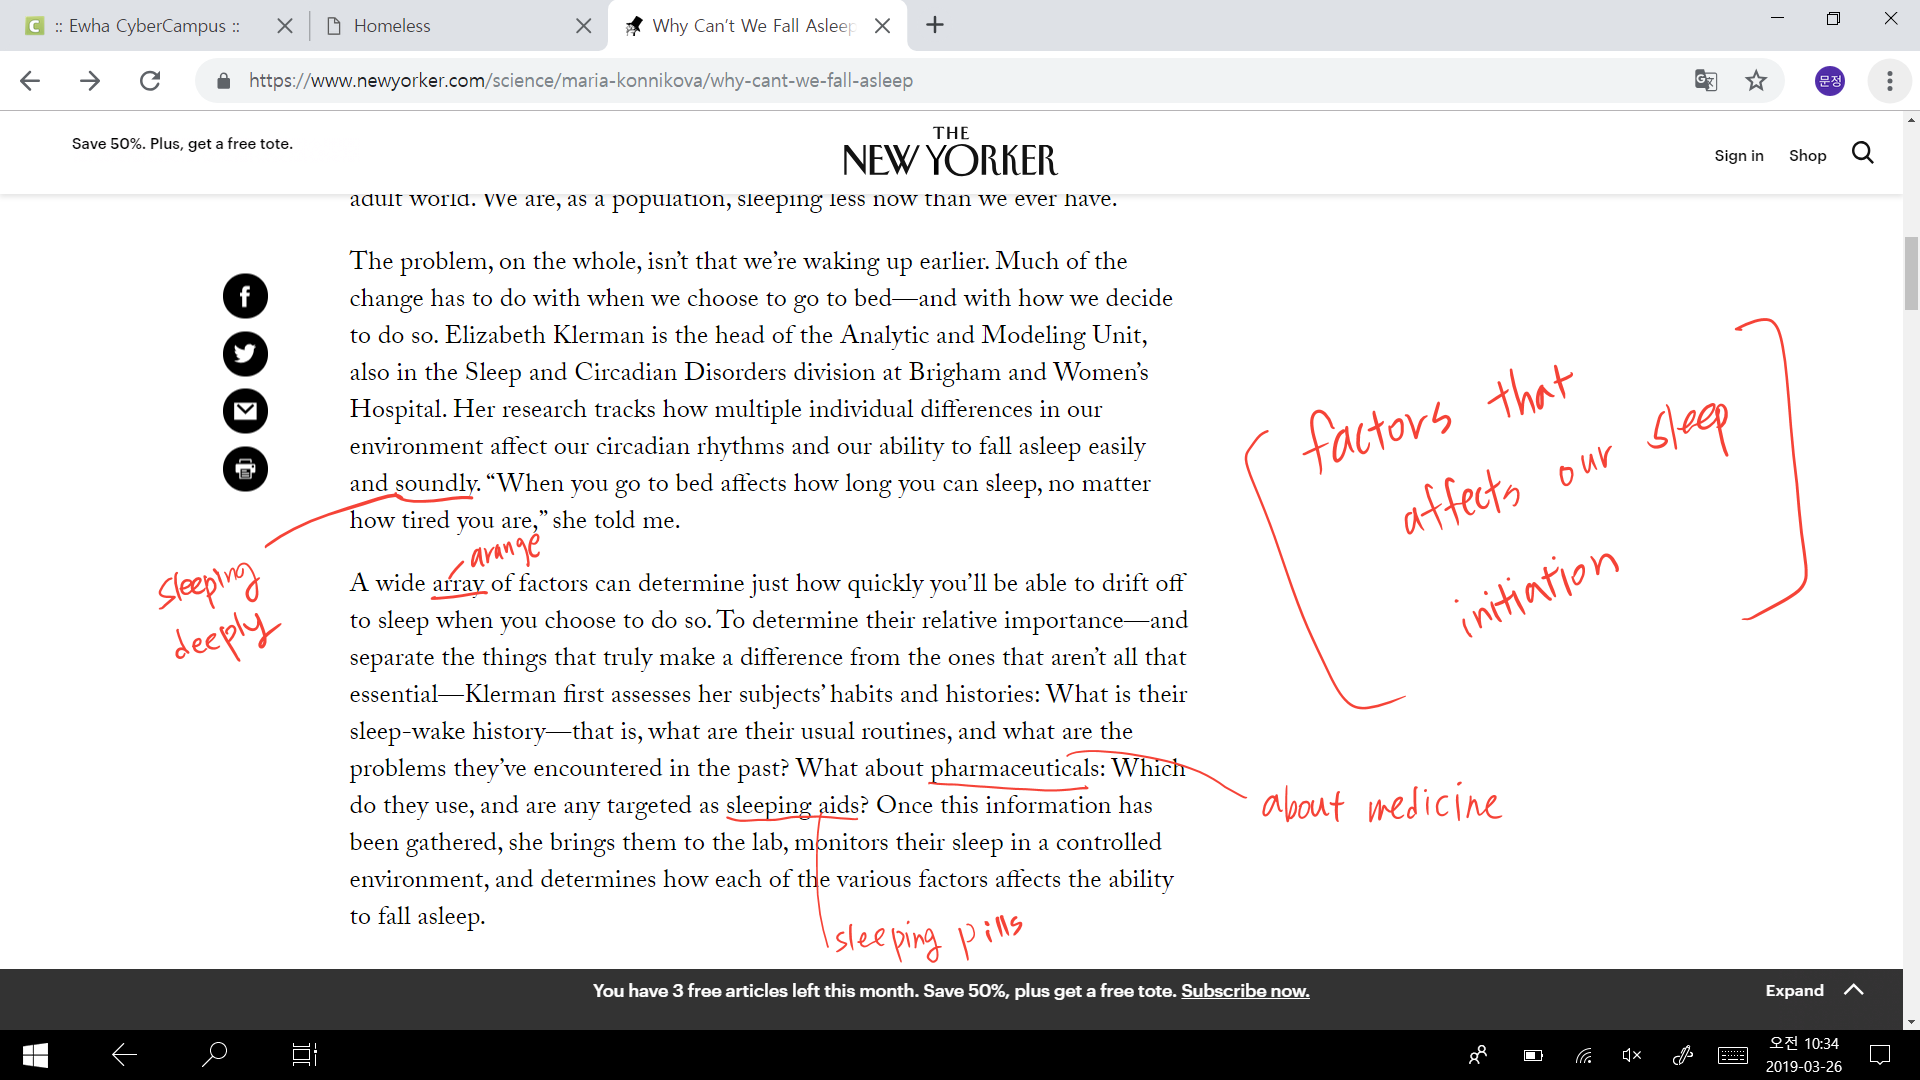 :: Ewha CyberCampus ::
Homeless
Why Can't We Fall Asleep
https://www.newyorker.com/science/maria-konnikova/why-cant-we-fall-asleep
문정
Save 50%. Plus, get a free tote.
THE
NEW YORKER
Sign in
Shop
adult world. We are, as a population, sleeping less now than we ever have.
The problem, on the whole, isn't that we're waking up earlier. Much of the
change has to do with when we choose to go to bed—and with how we decide
to do so. Elizabeth Klerman is the head of the Analytic and Modeling Unit,
also in the Sleep and Circadian Disorders division at Brigham and Women's
Hospital. Her research tracks how multiple individual differences in our
environment affect our circadian rhythms and our ability to fall asleep easily
and soundly. “When you go to bed affects how long you can sleep, no matter
how tired you are,” she told me.
sleeping
deeply
arange
A wide array of factors can determine just how quickly you'll be able to drift off
to sleep when you choose to do so. To determine their relative importance—and
separate the things that truly make a difference from the ones that aren't all that
essential—Klerman first assesses her subjects' habits and histories: What is their
sleep-wake history—that is, what are their usual routines, and what are the
problems they've encountered in the past? What about pharmaceuticals: Which
do they use, and are any targeted as sleeping aids? Once this information has
been gathered, she brings them to the lab, monitors their sleep in a controlled
environment, and determines how each of the various factors affects the ability
to fall asleep.
factors that
affects our sleep
initiation
about medicine
sleeping pills
You have 3 free articles left this month. Save 50%, plus get a free tote. Subscribe now.
Expand
오전 10:34
2019-03-26